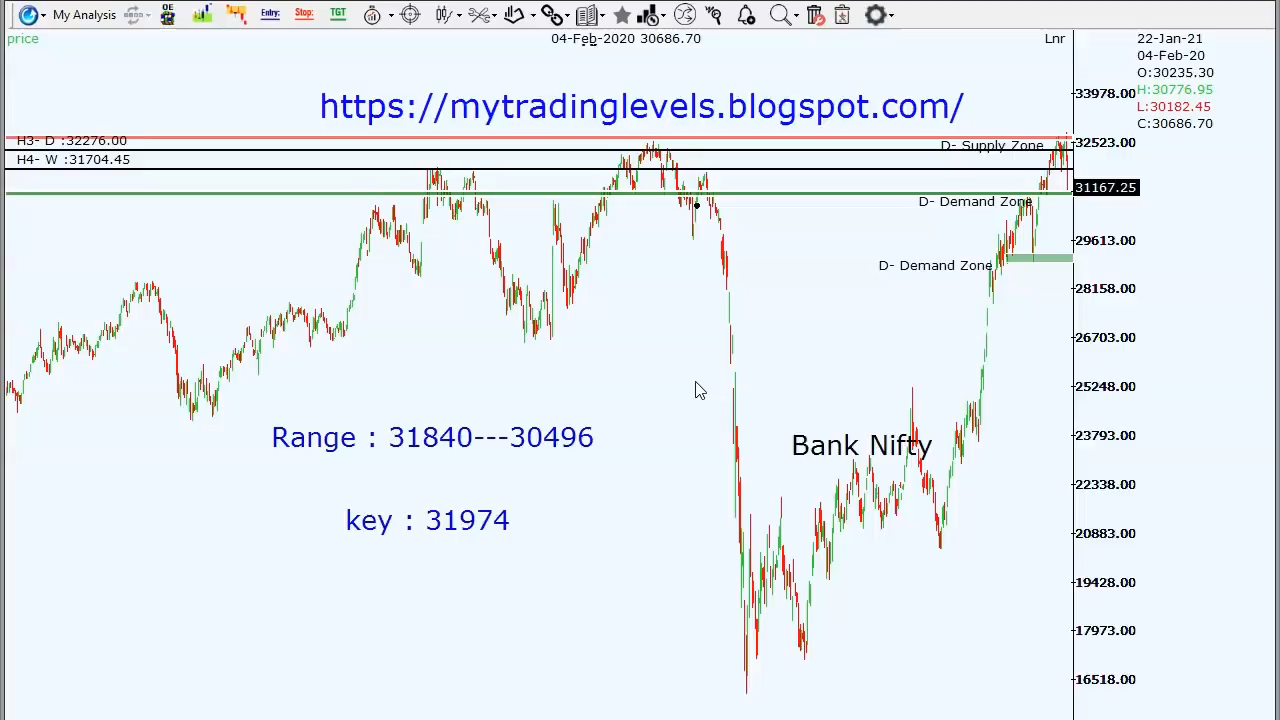 My Analysis
OE
Entry:
Stop:
TGT
price
04-Feb-2020 30686.70
Lnr
22-Jan-21
04-Feb-20
O:30235.30
H:30776.95
L:30182.45
C:30686.70
https://mytradinglevels.blogspot.com/
33978.00
H3- D :32276.00
D- Supply Zone
32523.00
H4- W :31704.45
31167.25
D- Demand Zone
29613.00
D- Demand Zone
28158.00
26703.00
25248.00
Range : 31840---30496
Bank Nifty
23793.00
22338.00
key : 31974
20883.00
19428.00
17973.00
16518.00